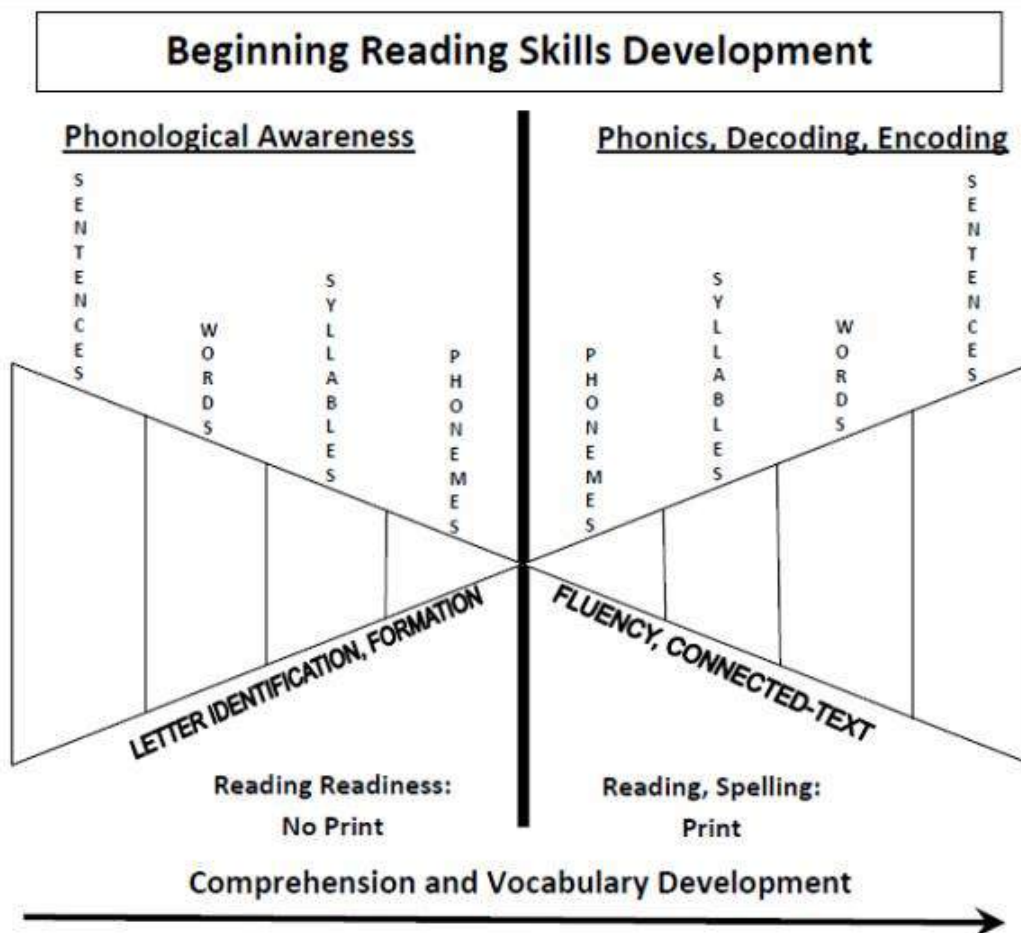 Beginning Reading Skills Development
Phonological Awareness
SENTENCES
WORDS
SYLLABLES
PHONEMES
LETTER IDENTIFICATION, FORMATION
Reading Readiness:
No Print
Phonics, Decoding, Encoding
PHONEMES
SYLLABLES
WORDS
SENTENCES
FLUENCY, CONNECTED-TEXT
Reading, Spelling:
Print
Comprehension and Vocabulary Development